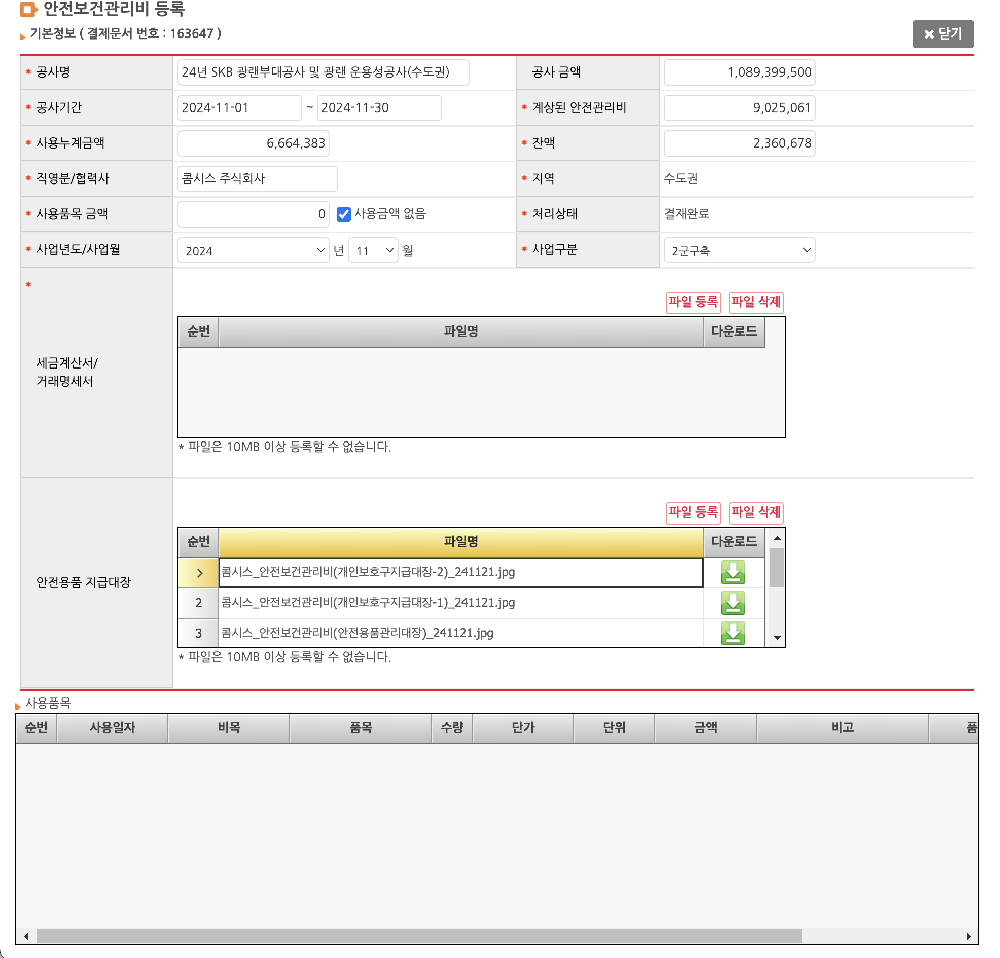 안전보건관리비 등록
기본정보 ( 결제문서 번호 : 163647 )
✖ 닫기
* 공사명 24년 SKB 광랜부대공사 및 광랜 운용성공사(수도권) 공사 금액 1,089,399,500
* 공사기간 2024-11-01 ~ 2024-11-30 * 계상된 안전관리비 9,025,061
* 사용누계금액 6,664,383 * 잔액 2,360,678
* 직영분/협력사 콤시스 주식회사 * 지역 수도권
* 사용품목 금액 0 사용금액 없음 * 처리상태 결재완료
* 사업년도/사업월 2024 년 11 월 * 사업구분 2군구축
*
파일 등록 파일 삭제
순번 파일명 다운로드
세금계산서/
거래명세서
* 파일은 10MB 이상 등록할 수 없습니다.
파일 등록 파일 삭제
순번 파일명 다운로드
안전용품 지급대장
> 콤시스_안전보건관리비(개인보호구지급대장-2)_241121.jpg
2 콤시스_안전보건관리비(개인보호구지급대장-1)_241121.jpg
3 콤시스_안전보건관리비(안전용품관리대장)_241121.jpg
* 파일은 10MB 이상 등록할 수 없습니다.
사용품목
순번 사용일자 비목 품목 수량 단가 단위 금액 비고 품